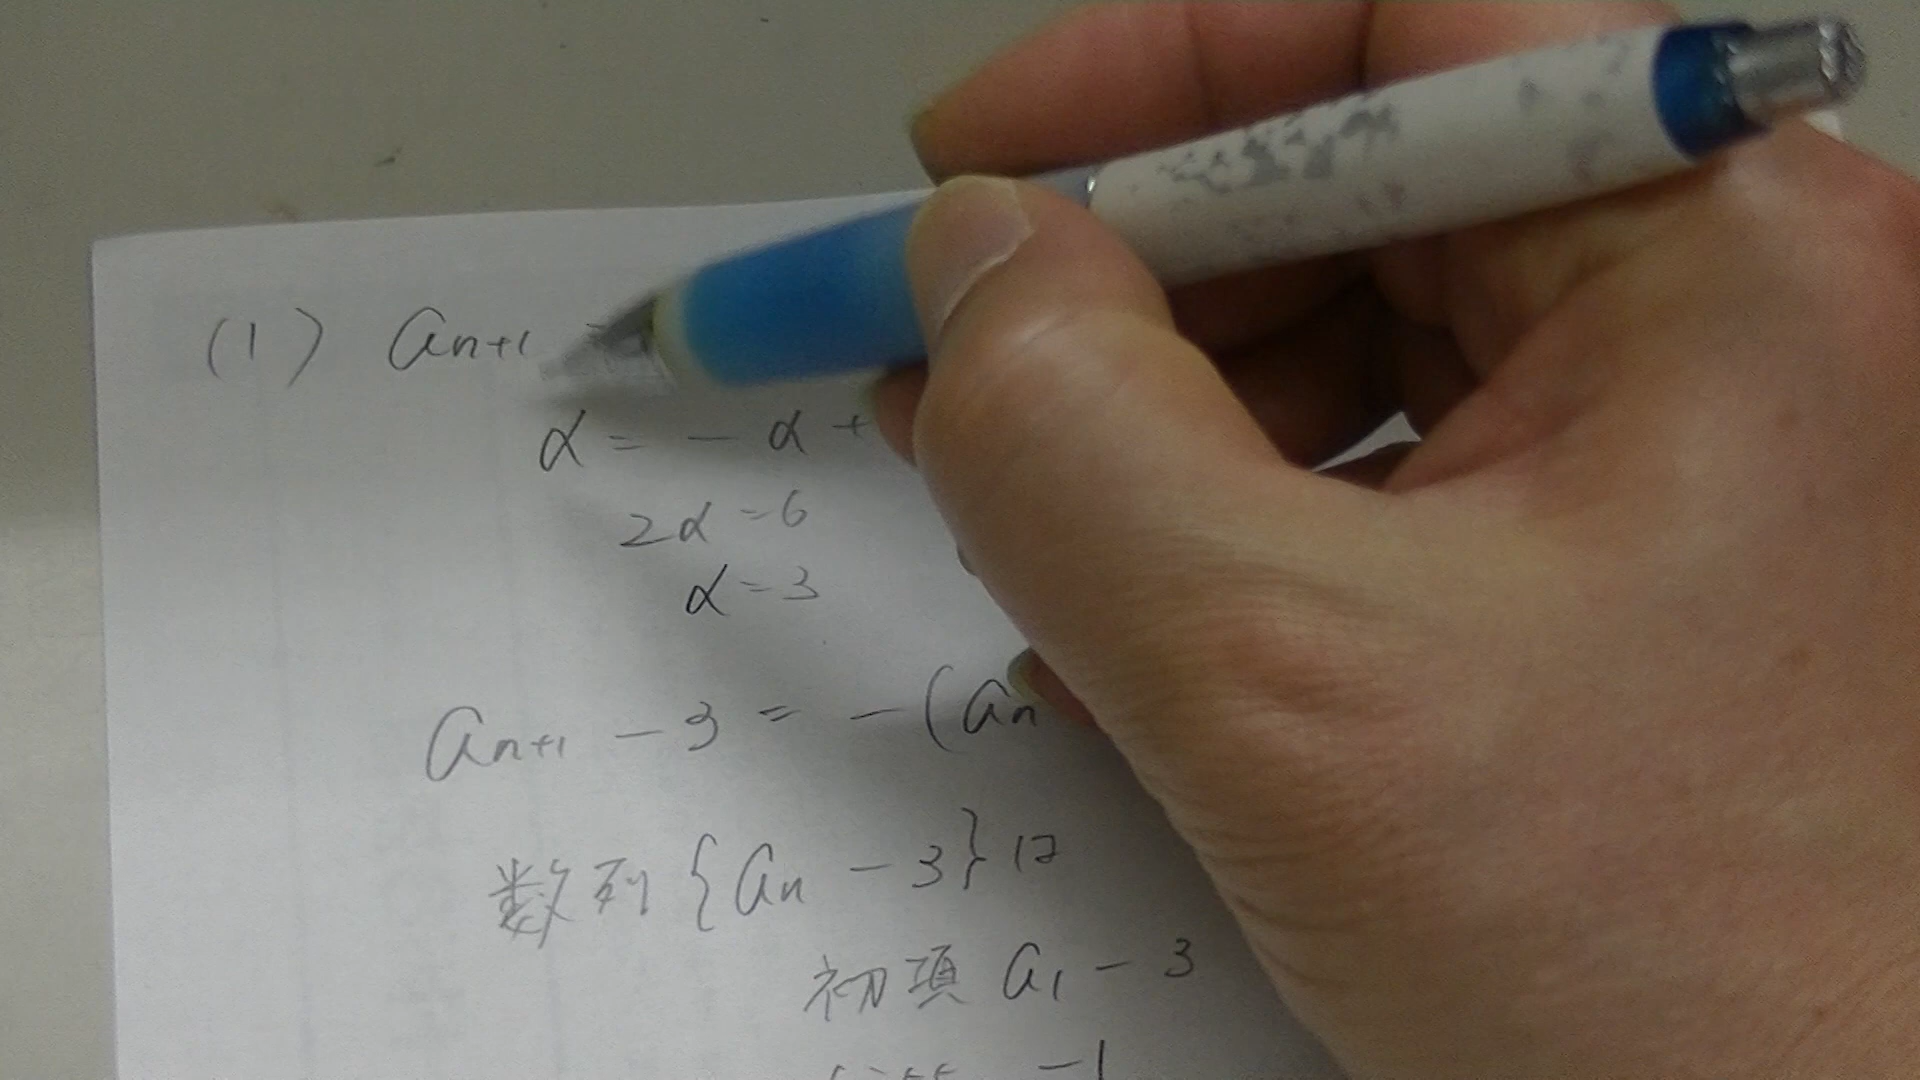 (1) an+1
α = - α +
2α = 6
α = 3
an+1 - 3 = - (an
数列 {an - 3} は
初項 a1 - 3
-1